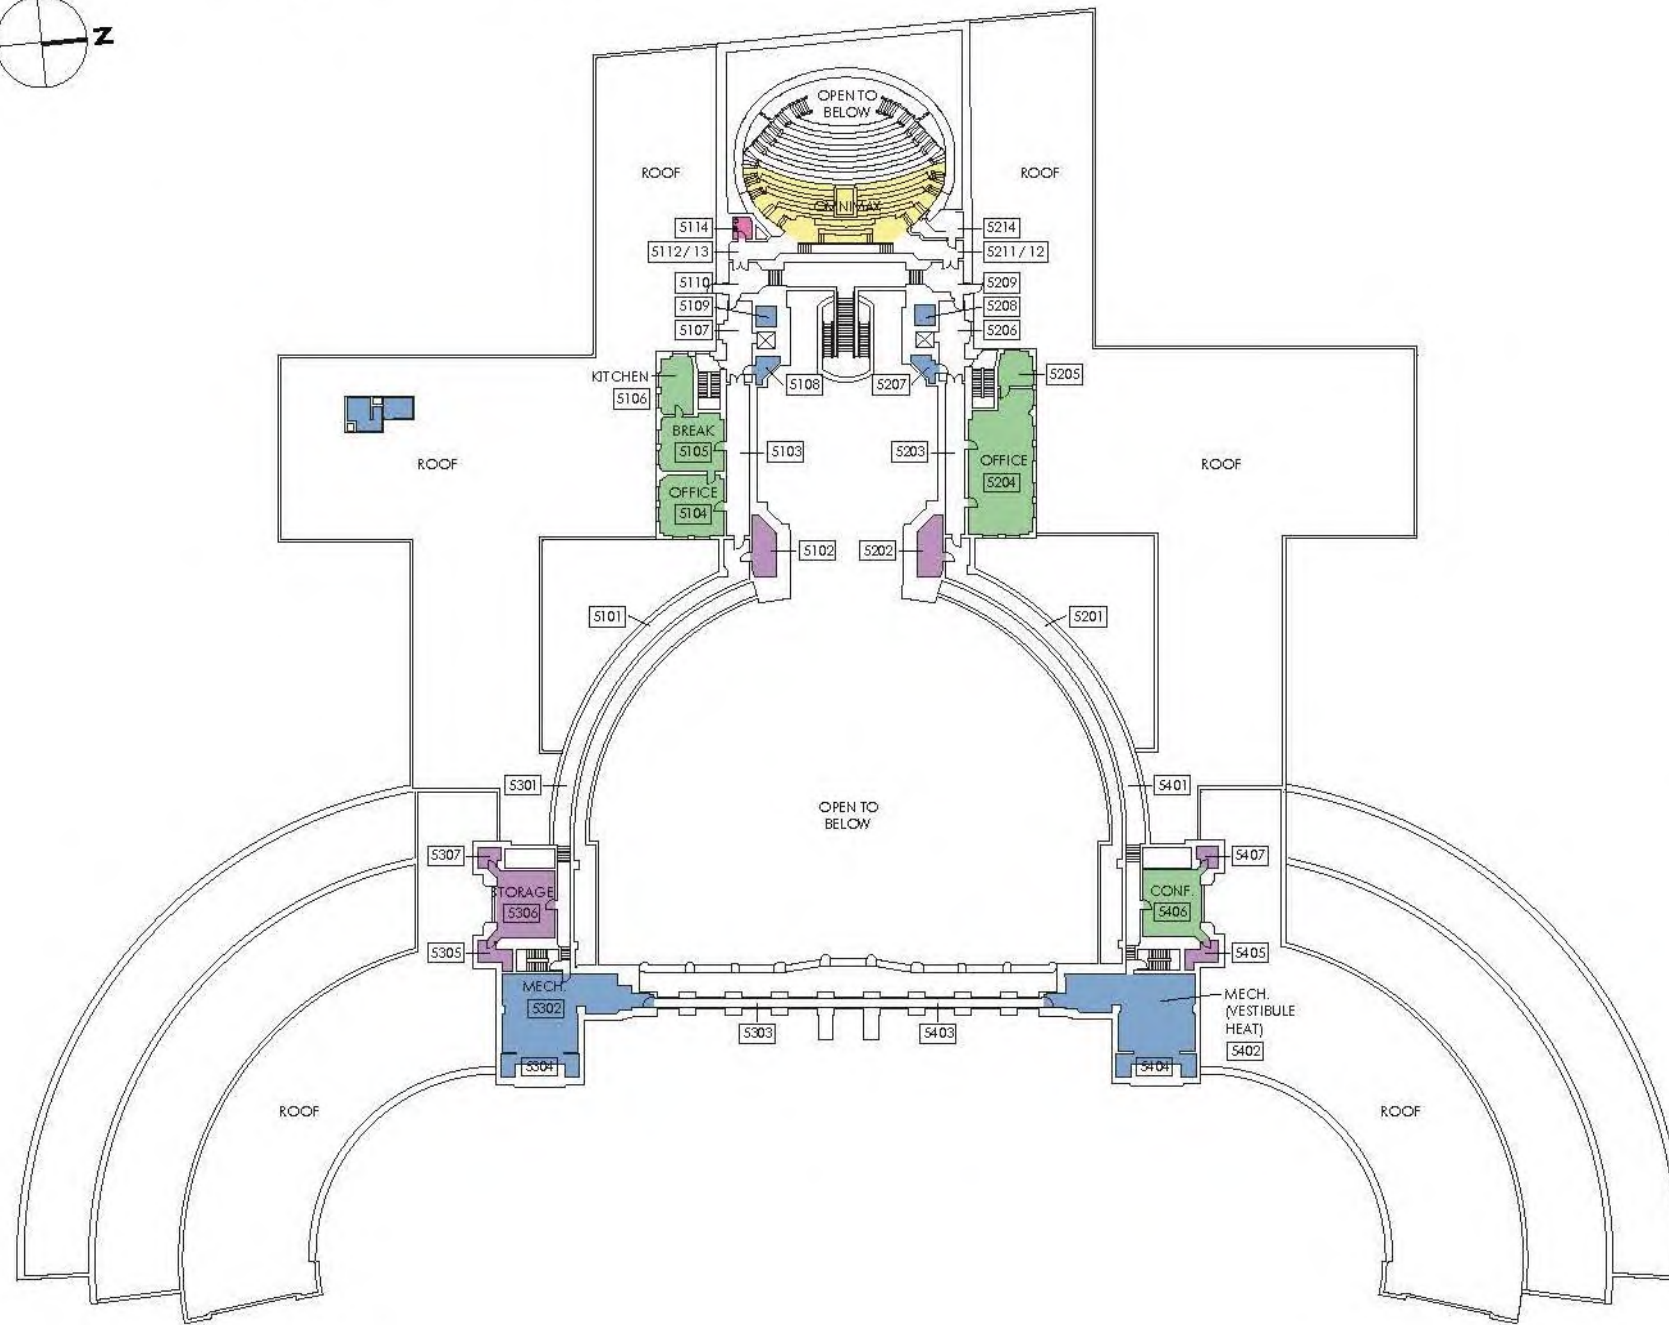 N
OPEN TO
BELOW
ROOF
ROOF
OMNIMAX
5114
5214
5112/13
5211/12
5110
5209
5109
5208
5107
5206
KITCHEN
5106
5108
5207
5205
BREAK
5105
5103
5203
OFFICE
5204
ROOF
ROOF
OFFICE
5104
5102
5202
5101
5201
5301
5401
OPEN TO
BELOW
5307
5407
STORAGE
5306
CONF.
5406
5305
5405
MECH.
5302
MECH.
(VESTIBULE
HEAT)
5402
5303
5403
5304
5404
ROOF
ROOF